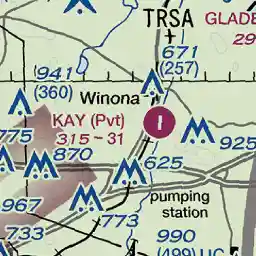 TRSA
GLADE
29
671
(257)
941
(360)
Winona
KAY (Pvt)
315 - 31
775
925
870
625
pumping
station
967
773
733
990
(499) UC